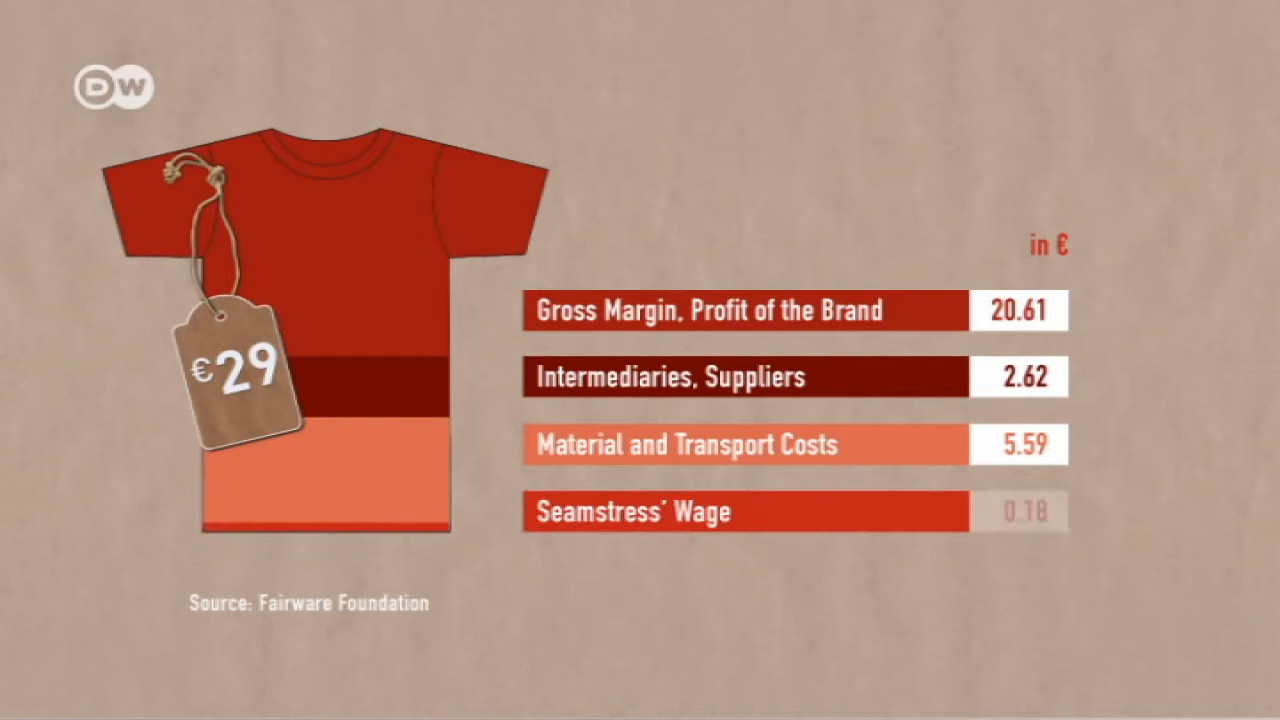 DW
€29
in €
Gross Margin, Profit of the Brand 20.61
Intermediaries, Suppliers 2.62
Material and Transport Costs 5.59
Seamstress' Wage 0.18
Source: Fairware Foundation